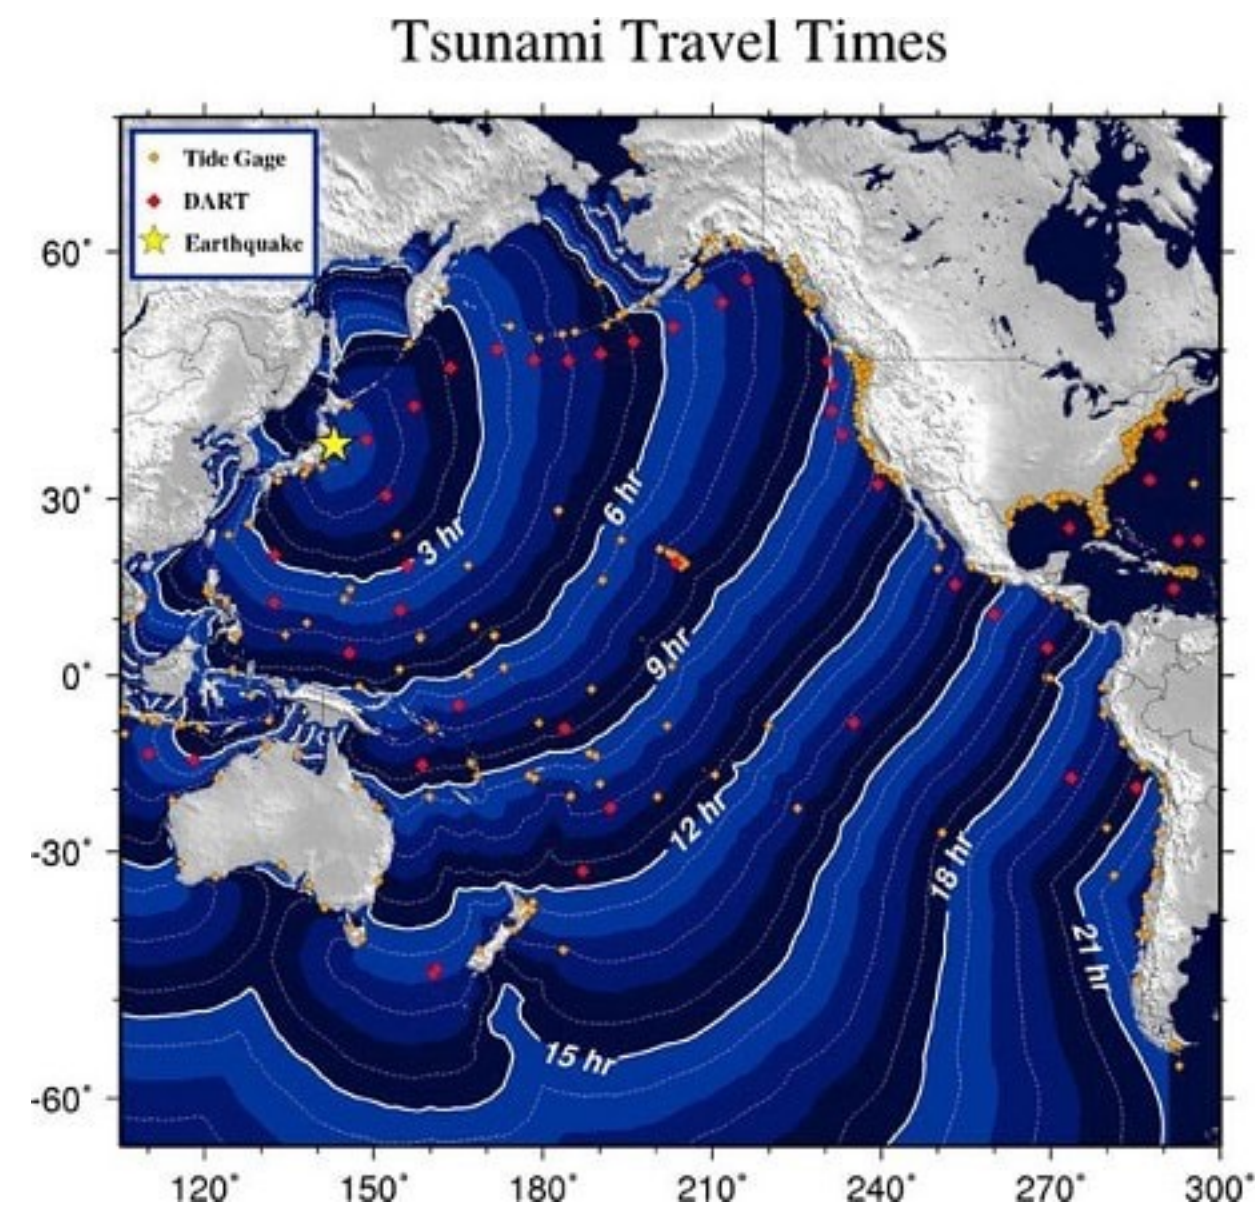 Tsunami Travel Times
Tide Gage
DART
Earthquake
60°
30°
0°
-30°
-60°
3 hr
6 hr
9 hr
12 hr
15 hr
18 hr
21 hr
120° 150° 180° 210° 240° 270° 300°